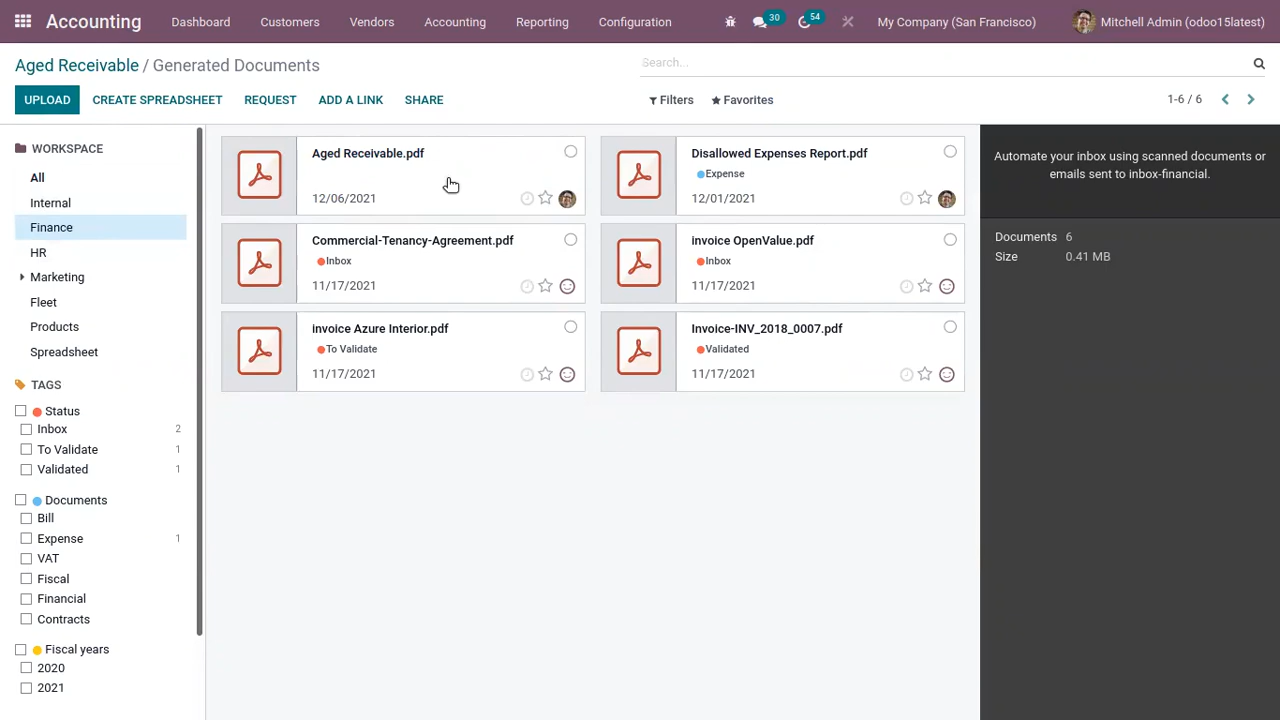 Accounting Dashboard Customers Vendors Accounting Reporting Configuration 30 54 My Company (San Francisco) Mitchell Admin (odoo15latest)
Aged Receivable / Generated Documents
Search...
UPLOAD CREATE SPREADSHEET REQUEST ADD A LINK SHARE
Filters Favorites
1-6 / 6
WORKSPACE
All
Internal
Finance
HR
Marketing
Fleet
Products
Spreadsheet
TAGS
Status
Inbox 2
To Validate 1
Validated 1
Documents
Bill
Expense 1
VAT
Fiscal
Financial
Contracts
Fiscal years
2020
2021
Aged Receivable.pdf
12/06/2021
Disallowed Expenses Report.pdf
Expense
12/01/2021
Commercial-Tenancy-Agreement.pdf
Inbox
11/17/2021
invoice OpenValue.pdf
Inbox
11/17/2021
invoice Azure Interior.pdf
To Validate
11/17/2021
Invoice-INV_2018_0007.pdf
Validated
11/17/2021
Automate your inbox using scanned documents or
emails sent to inbox-financial.
Documents 6
Size 0.41 MB